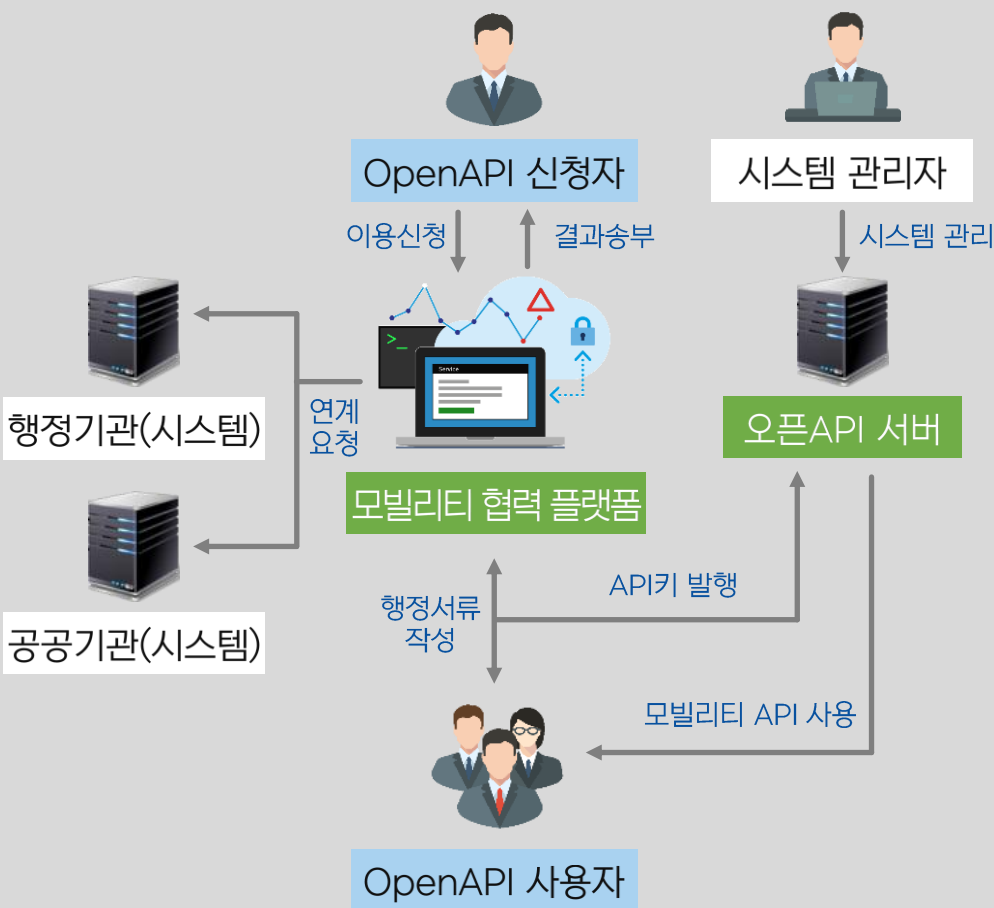 OpenAPI 신청자
시스템 관리자
이용신청
결과송부
시스템 관리
>_
Service
행정기관(시스템)
연계
요청
오픈API 서버
모빌리티 협력 플랫폼
API키 발행
행정서류
작성
공공기관(시스템)
모빌리티 API 사용
OpenAPI 사용자